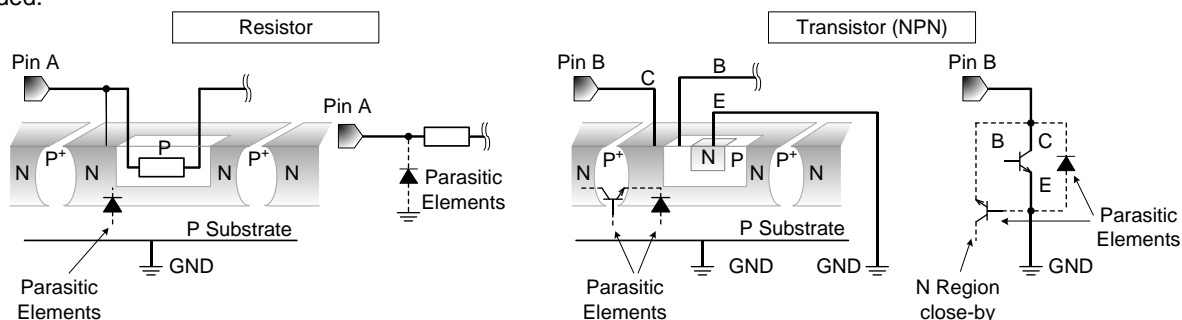 Resistor
Transistor (NPN)
Pin A
Pin A
P
N
P+
N
N
P+
N
Parasitic
Elements
P Substrate
GND
Parasitic
Elements
Pin B
C
B
E
N
P+
N
N
P
P+
N
N
P Substrate
GND
GND
Parasitic
Elements
Pin B
B
C
E
Parasitic
Elements
GND
N Region
close-by